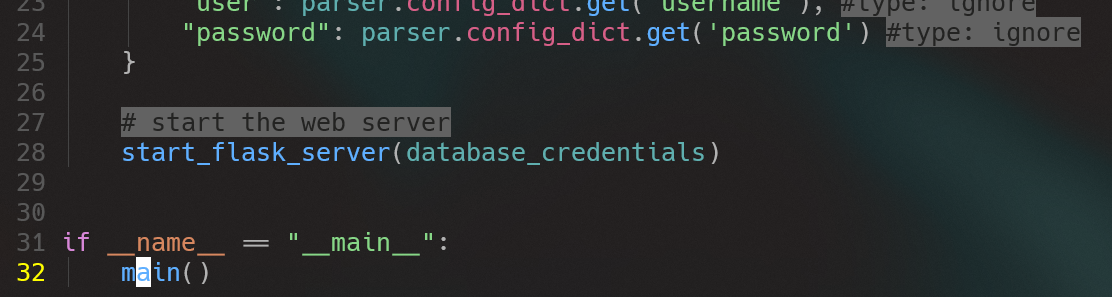 23 "user": parser.config_dict.get('username'), #type: ignore
24 "password": parser.config_dict.get('password') #type: ignore
25 }
26
27 # start the web server
28 start_flask_server(database_credentials)
29
30
31 if __name__ == "__main__":
32 main()